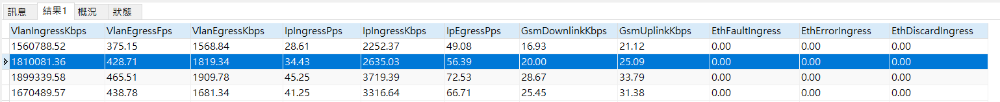 訊息 結果1 概況 狀態
VlanIngressKbps VlanEgressFps VlanEgressKbps IpIngressPps IpIngressKbps IpEgressPps GsmDownlinkKbps GsmUplinkKbps EthFaultIngress EthErrorIngress EthDiscardIngress
1560788.52 375.15 1568.84 28.61 2252.37 49.08 16.93 21.12 0.00 0.00 0.00
1810081.36 428.71 1819.34 34.43 2635.03 56.39 20.00 25.09 0.00 0.00 0.00
1899339.58 465.51 1909.78 45.25 3719.39 72.53 28.67 33.79 0.00 0.00 0.00
1670489.57 438.78 1681.34 41.25 3316.64 66.71 25.45 31.38 0.00 0.00 0.00